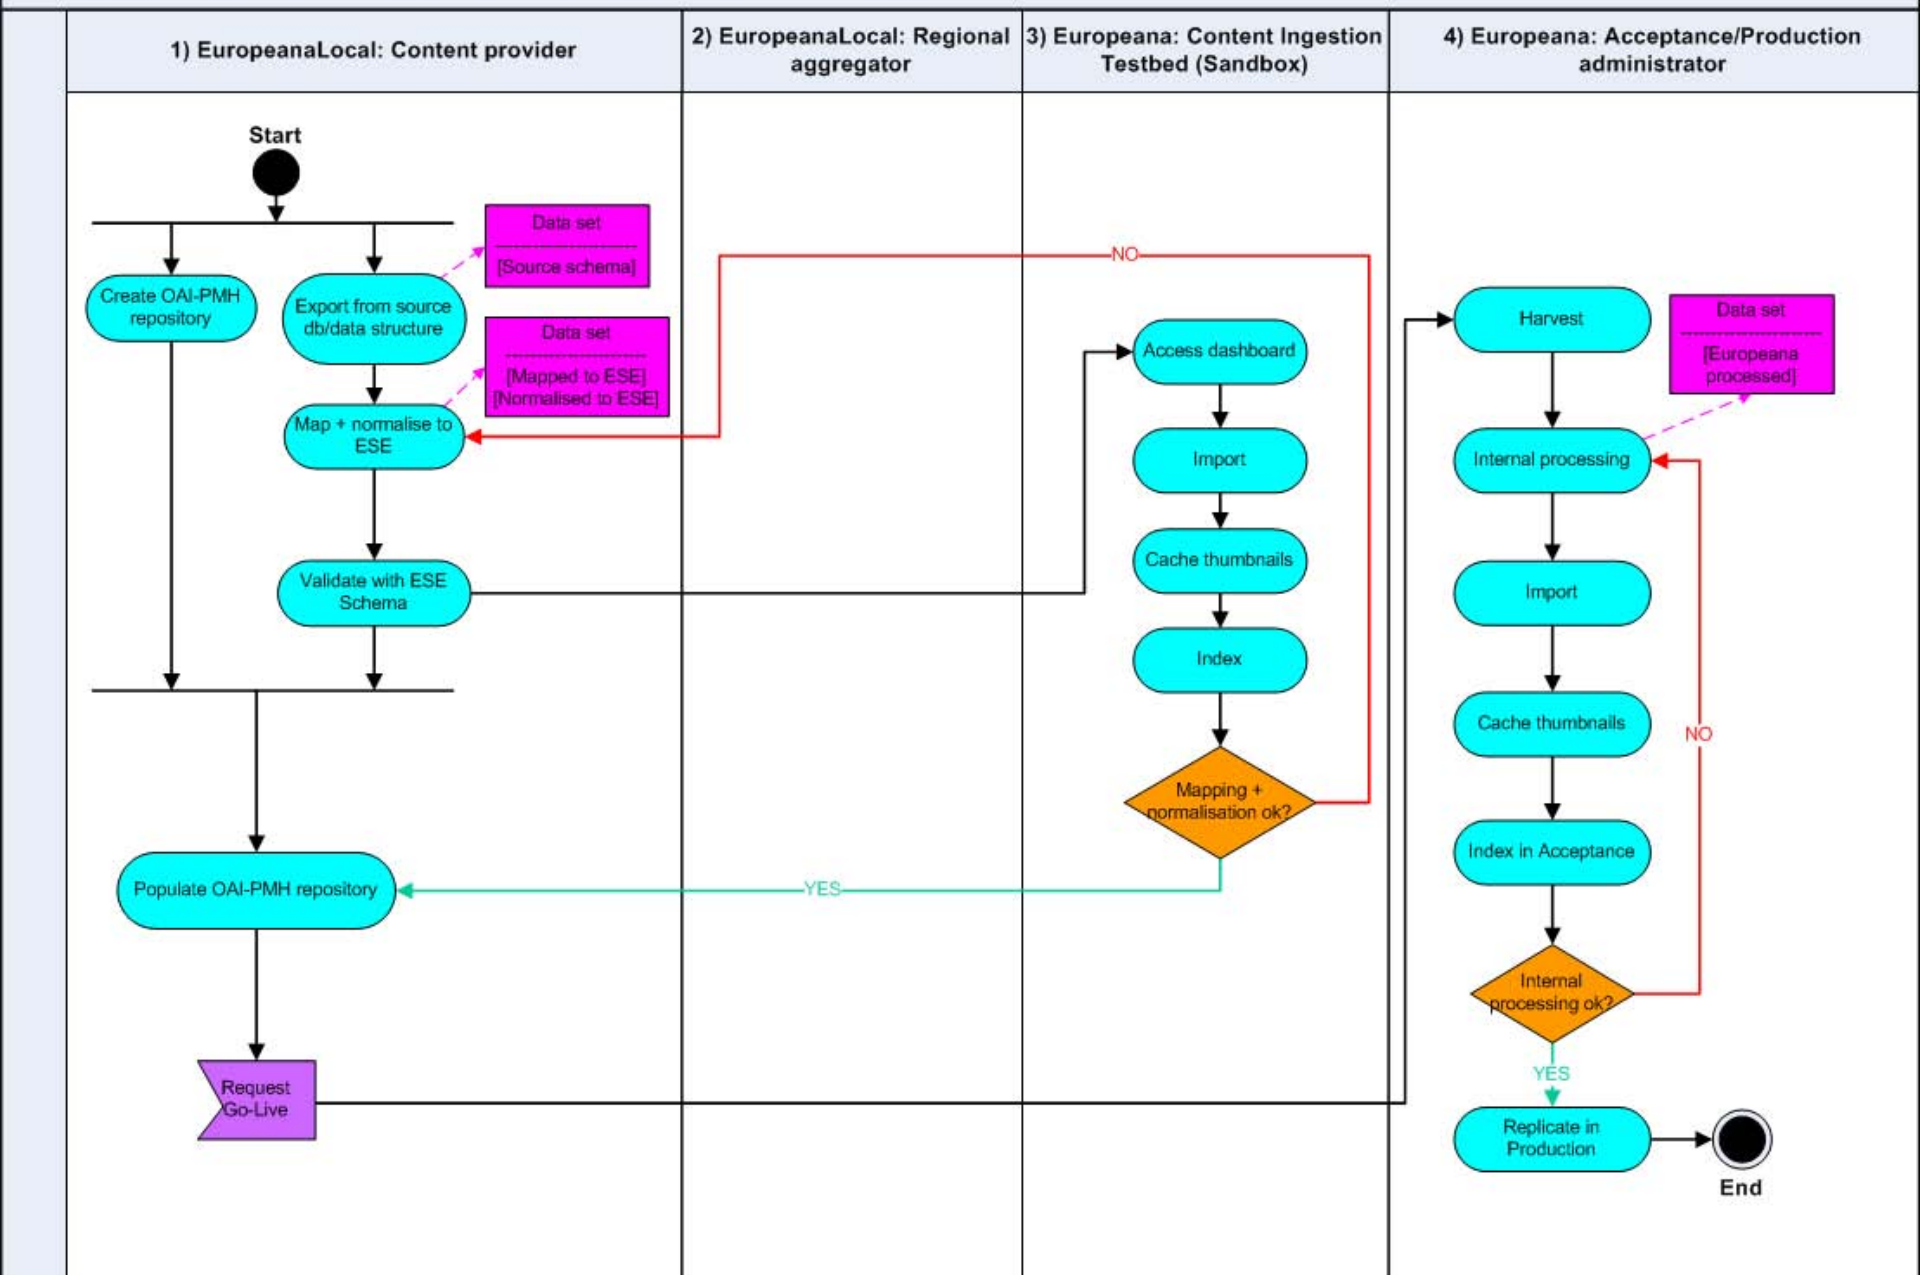 1) EuropeanaLocal: Content provider
2) EuropeanaLocal: Regional
aggregator
3) Europeana: Content Ingestion
Testbed (Sandbox)
4) Europeana: Acceptance/Production
administrator
Start
Data set
[Source schema]
Create OAI-PMH
repository
Export from source
db/data structure
Data set
[Mapped to ESE]
[Normalised to ESE]
Map + normalise to
ESE
Validate with ESE
Schema
Populate OAI-PMH repository
Request
Go-Live
NO
YES
Access dashboard
Import
Cache thumbnails
Index
Mapping +
normalisation ok?
Harvest
Data set
[Europeana
processed]
Internal processing
Import
Cache thumbnails
NO
Index in Acceptance
Internal
processing ok?
YES
Replicate in
Production
End